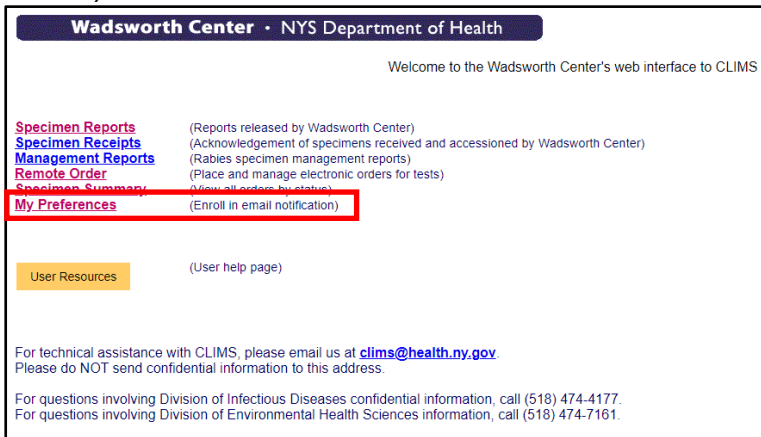 Wadsworth Center · NYS Department of Health
Welcome to the Wadsworth Center's web interface to CLIMS
Specimen Reports (Reports released by Wadsworth Center)
Specimen Receipts (Acknowledgement of specimens received and accessioned by Wadsworth Center)
Management Reports (Rabies specimen management reports)
Remote Order (Place and manage electronic orders for tests)
Specimen Summary (View all orders by status)
My Preferences (Enroll in email notification)
User Resources (User help page)
For technical assistance with CLIMS, please email us at clims@health.ny.gov.
Please do NOT send confidential information to this address.
For questions involving Division of Infectious Diseases confidential information, call (518) 474-4177.
For questions involving Division of Environmental Health Sciences information, call (518) 474-7161.